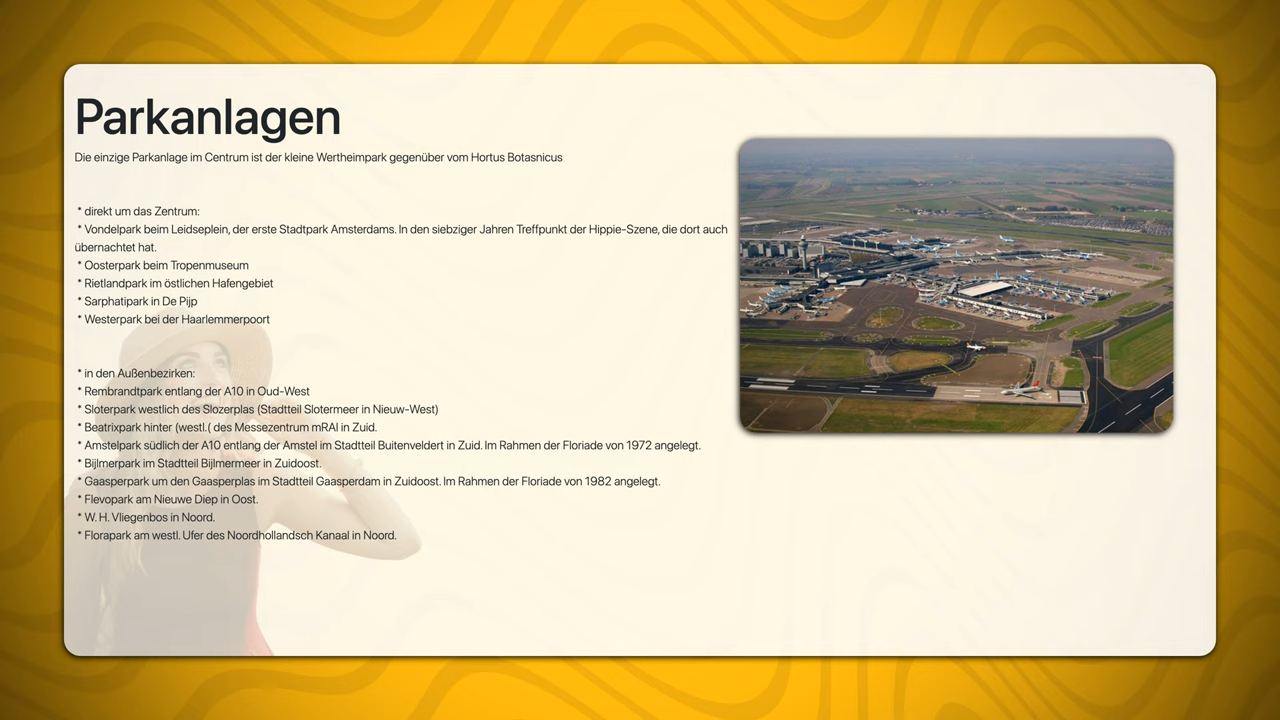 Parkanlagen
Die einzige Parkanlage im Centrum ist der kleine Wertheimpark gegenüber vom Hortus Botasnicus
* direkt um das Zentrum:
* Vondelpark beim Leidseplein, der erste Stadtpark Amsterdams. In den siebziger Jahren Treffpunkt der Hippie-Szene, die dort auch
übernachtet hat.
* Oosterpark beim Tropenmuseum
* Rietlandpark im östlichen Hafengebiet
* Sarphatipark in De Pijp
* Westerpark bei der Haarlemmerpoort
* in den Außenbezirken:
* Rembrandtpark entlang der A10 in Oud-West
* Sloterpark westlich des Slozerplas (Stadtteil Slotermeer in Nieuw-West)
* Beatrixpark hinter (westl.( des Messezentrum mRAI in Zuid.
* Amstelpark südlich der A10 entlang der Amstel im Stadtteil Buitenveldert in Zuid. Im Rahmen der Floriade von 1972 angelegt.
* Bijlmerpark im Stadtteil Bijlmermeer in Zuidoost.
* Gaasperpark um den Gaasperplas im Stadtteil Gaasperdam in Zuidoost. Im Rahmen der Floriade von 1982 angelegt.
* Flevopark am Nieuwe Diep in Oost.
* W. H. Vliegenbos in Noord.
* Florapark am westl. Ufer des Noordhollandsch Kanaal in Noord.